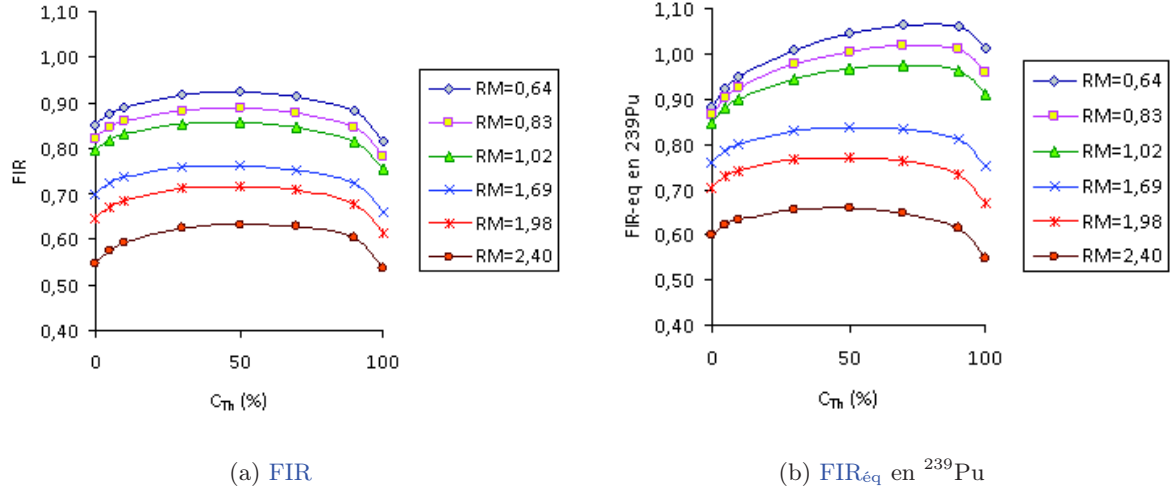 1,10
1,00
0,90
0,80
0,70
0,60
0,50
0,40
FIR
0
50
100
C_Th (%)
RM=0,64
RM=0,83
RM=1,02
RM=1,69
RM=1,98
RM=2,40
(a) FIR
1,10
1,00
0,90
0,80
0,70
0,60
0,50
0,40
FIR-eq en 239Pu
0
50
100
C_Th (%)
RM=0,64
RM=0,83
RM=1,02
RM=1,69
RM=1,98
RM=2,40
(b) FIR_éq en ²³⁹Pu